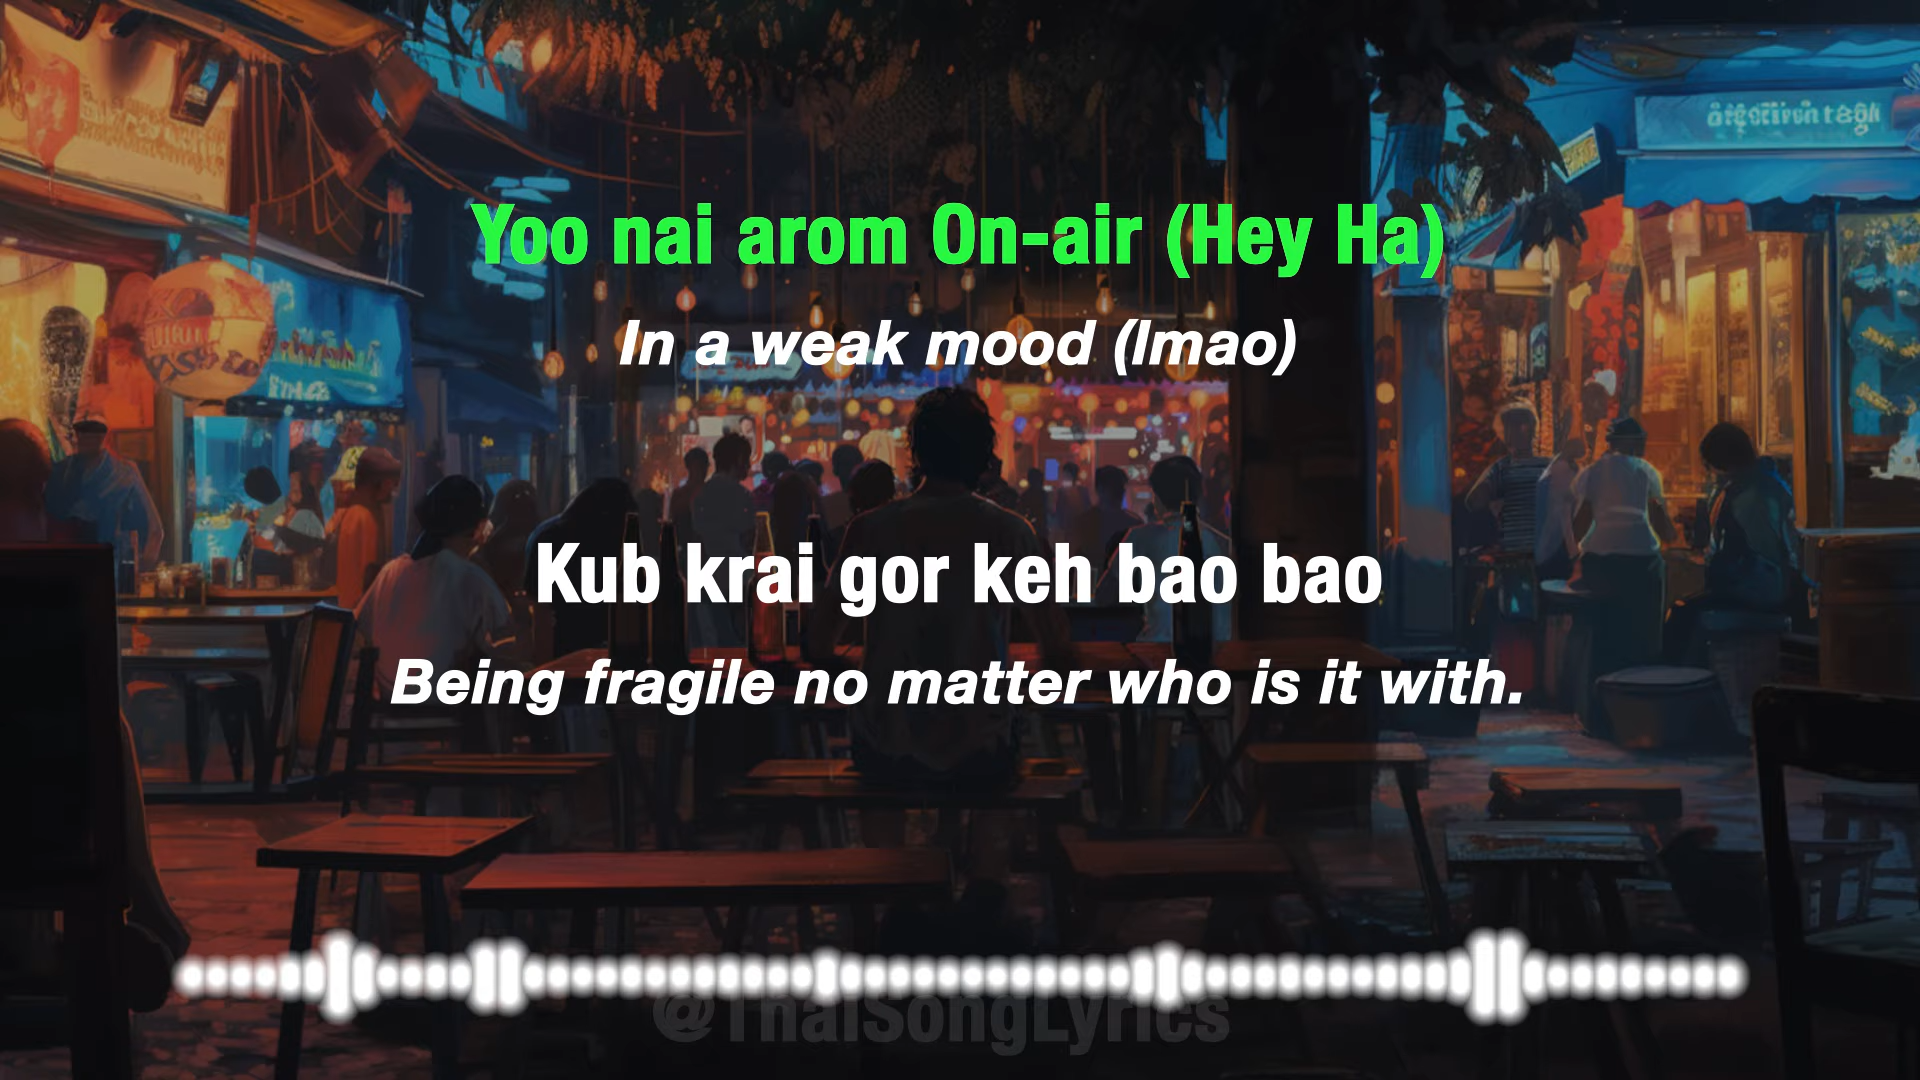 Yoo nai arom On-air (Hey Ha)
In a weak mood (lmao)
Kub krai gor keh bao bao
Being fragile no matter who is it with.
@ThaiSongLyrics